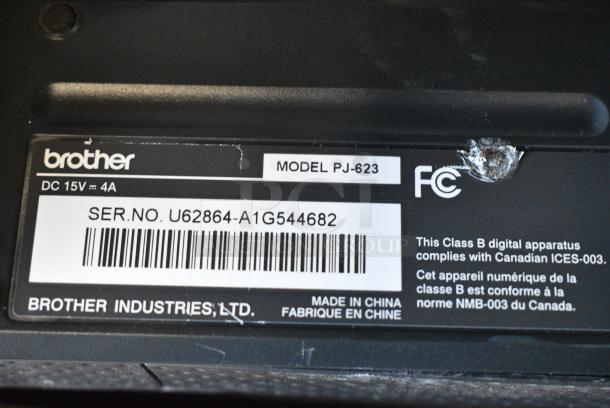 brother
MODEL PJ-623
DC 15V ⎓ 4A
FC
SER.NO. U62864-A1G544682
This Class B digital apparatus
complies with Canadian ICES-003.
Cet appareil numérique de la
classe B est conforme à la
norme NMB-003 du Canada.
BROTHER INDUSTRIES, LTD.
MADE IN CHINA
FABRIQUE EN CHINE
PCI
GROUP